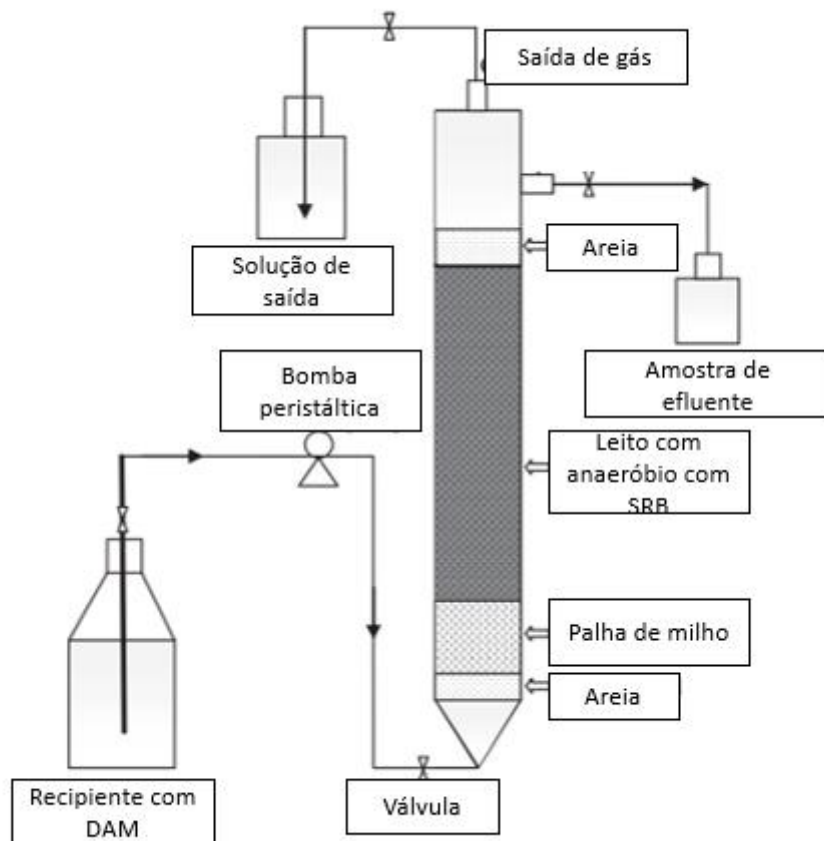 Saída de gás
Solução de
saída
Areia
Amostra de
efluente
Bomba
peristáltica
Leito com
anaeróbio com
SRB
Palha de milho
Areia
Recipiente com
DAM
Válvula